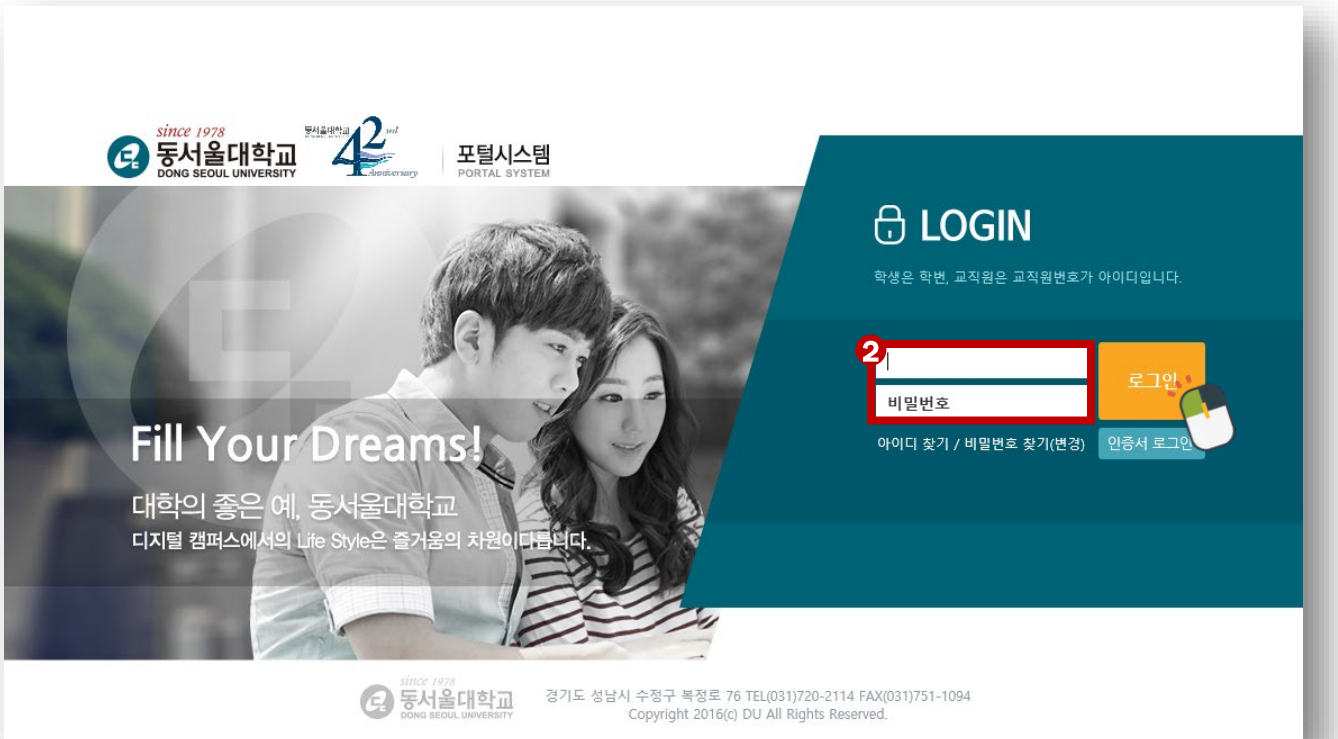 since 1978
동서울대학교
DONG SEOUL UNIVERSITY
동서울대학교
42nd
Anniversary
포털시스템
PORTAL SYSTEM
LOGIN
학생은 학번, 교직원은 교직원번호가 아이디입니다.
2
로그인
비밀번호
아이디 찾기 / 비밀번호 찾기(변경)
인증서 로그인
Fill Your Dreams!
대학의 좋은 예, 동서울대학교
디지털 캠퍼스에서의 Life Style은 즐거움의 차원이다릅니다.
since 1978
동서울대학교
DONG SEOUL UNIVERSITY
경기도 성남시 수정구 복정로 76 TEL(031)720-2114 FAX(031)751-1094
Copyright 2016(c) DU All Rights Reserved.